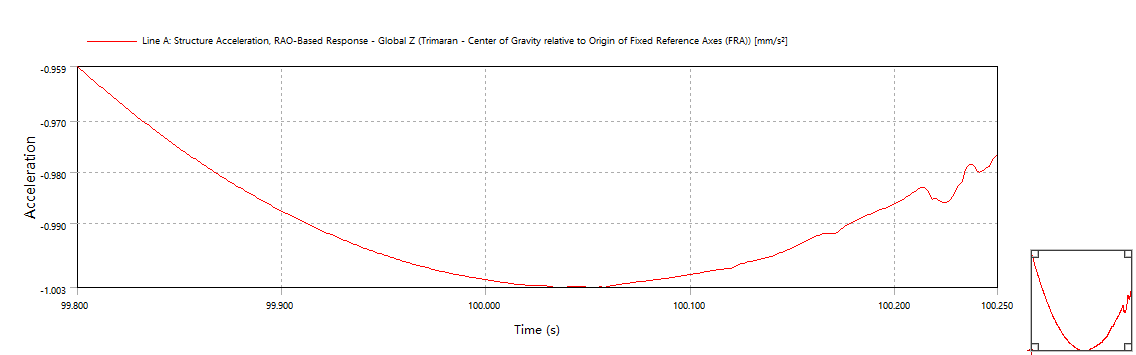 Line A: Structure Acceleration, RAO-Based Response - Global Z (Trimaran - Center of Gravity relative to Origin of Fixed Reference Axes (FRA)) [mm/s²]
-0.959
-0.970
-0.980
-0.990
-1.003
Acceleration
99.800 99.900 100.000 100.100 100.200 100.250
Time (s)